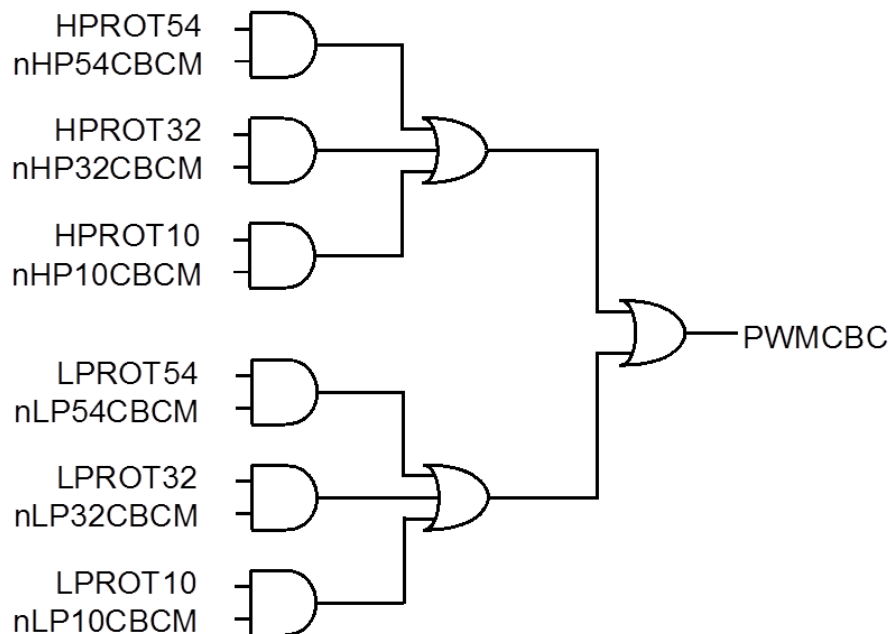 HPROT54
nHP54CBCM
HPROT32
nHP32CBCM
HPROT10
nHP10CBCM
PWMCBC
LPROT54
nLP54CBCM
LPROT32
nLP32CBCM
LPROT10
nLP10CBCM